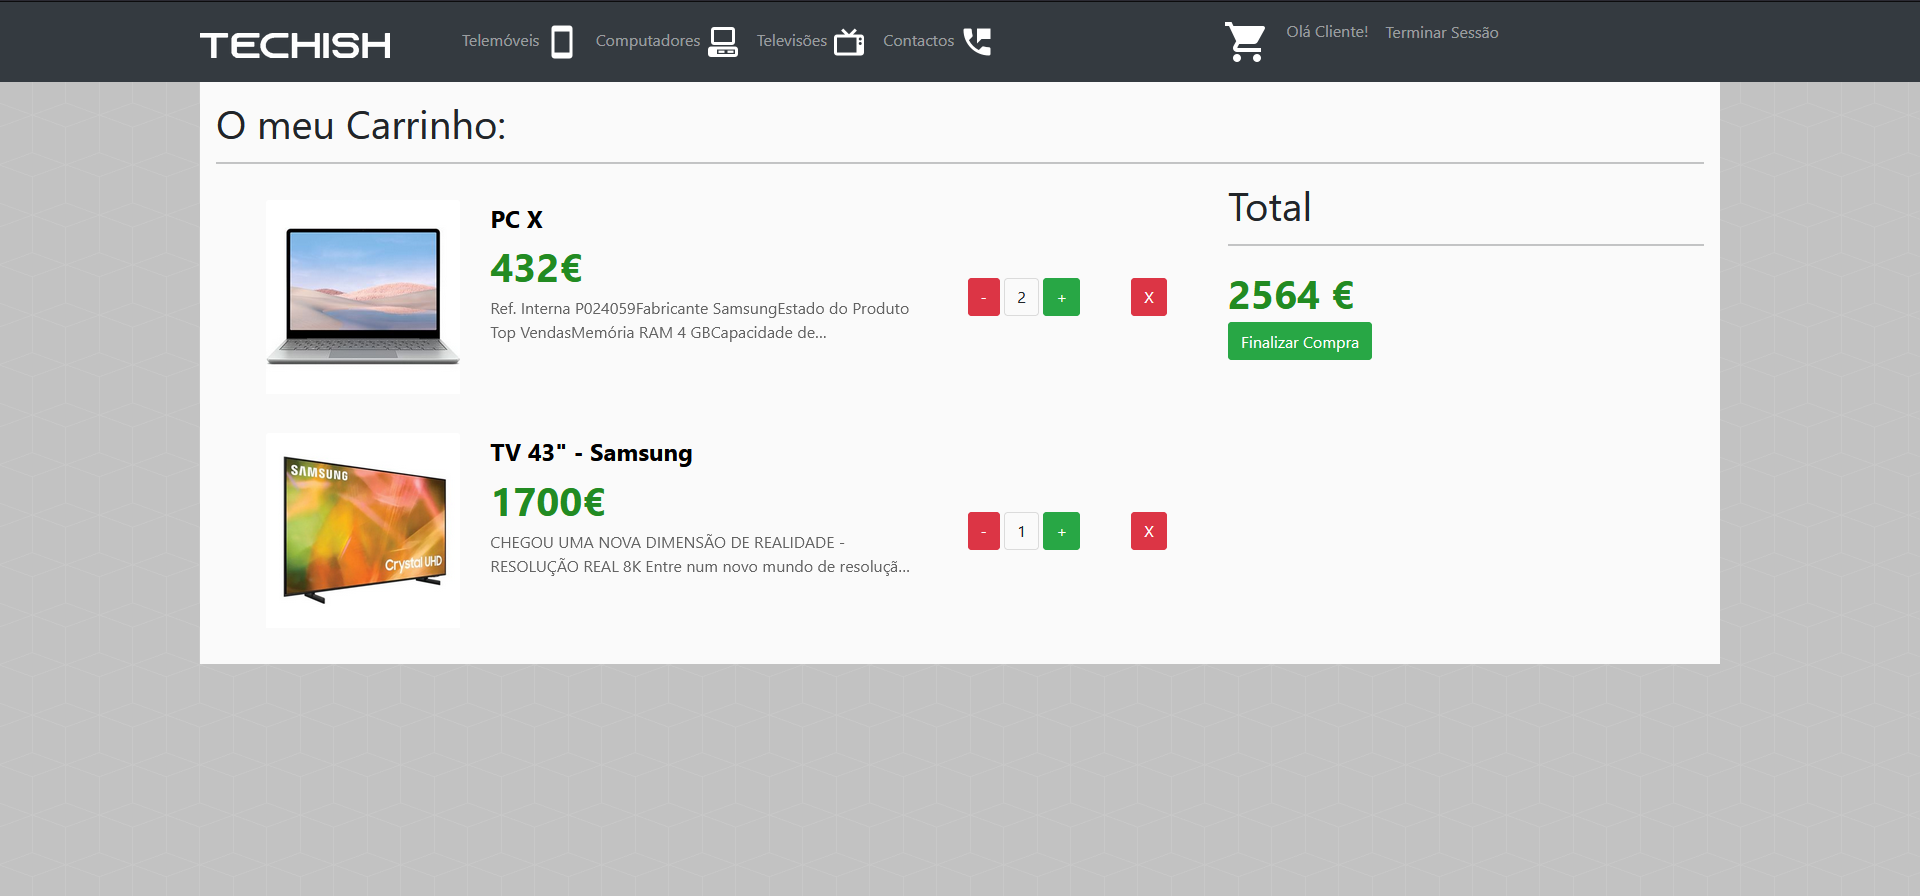 TECHISH
Telemóveis
Computadores
Televisões
Contactos
Olá Cliente!
Terminar Sessão
O meu Carrinho:
PC X
432€
Ref. Interna P024059Fabricante SamsungEstado do Produto
Top VendasMemória RAM 4 GBCapacidade de...
- 2 + X
SAMSUNG
Crystal UHD
TV 43" - Samsung
1700€
CHEGOU UMA NOVA DIMENSÃO DE REALIDADE -
RESOLUÇÃO REAL 8K Entre num novo mundo de resoluçã...
- 1 + X
Total
2564 €
Finalizar Compra